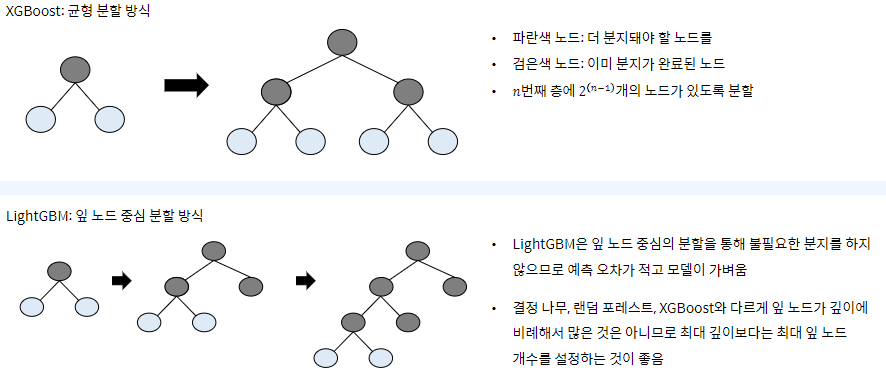 XGBoost: 균형 분할 방식
• 파란색 노드: 더 분지돼야 할 노드를
• 검은색 노드: 이미 분지가 완료된 노드
• n번째 층에 2^(n−1)개의 노드가 있도록 분할
LightGBM: 잎 노드 중심 분할 방식
• LightGBM은 잎 노드 중심의 분할을 통해 불필요한 분지를 하지
않으므로 예측 오차가 적고 모델이 가벼움
• 결정 나무, 랜덤 포레스트, XGBoost와 다르게 잎 노드가 깊이에
비례해서 많은 것은 아니므로 최대 깊이보다는 최대 잎 노드
개수를 설정하는 것이 좋음